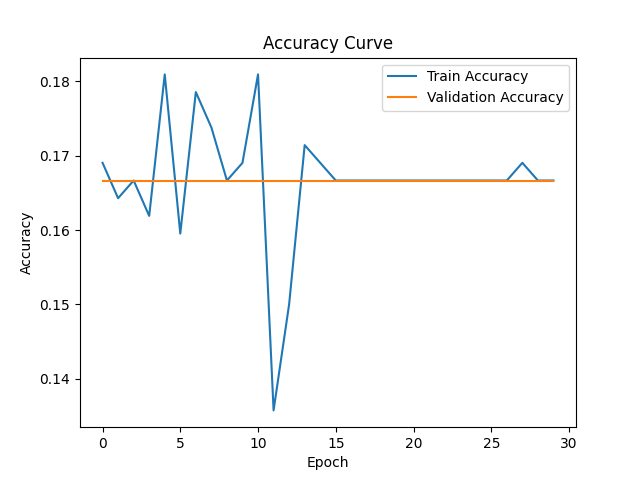 Accuracy Curve
Train Accuracy
Validation Accuracy
0.18
0.17
0.16
0.15
0.14
Accuracy
0 5 10 15 20 25 30
Epoch